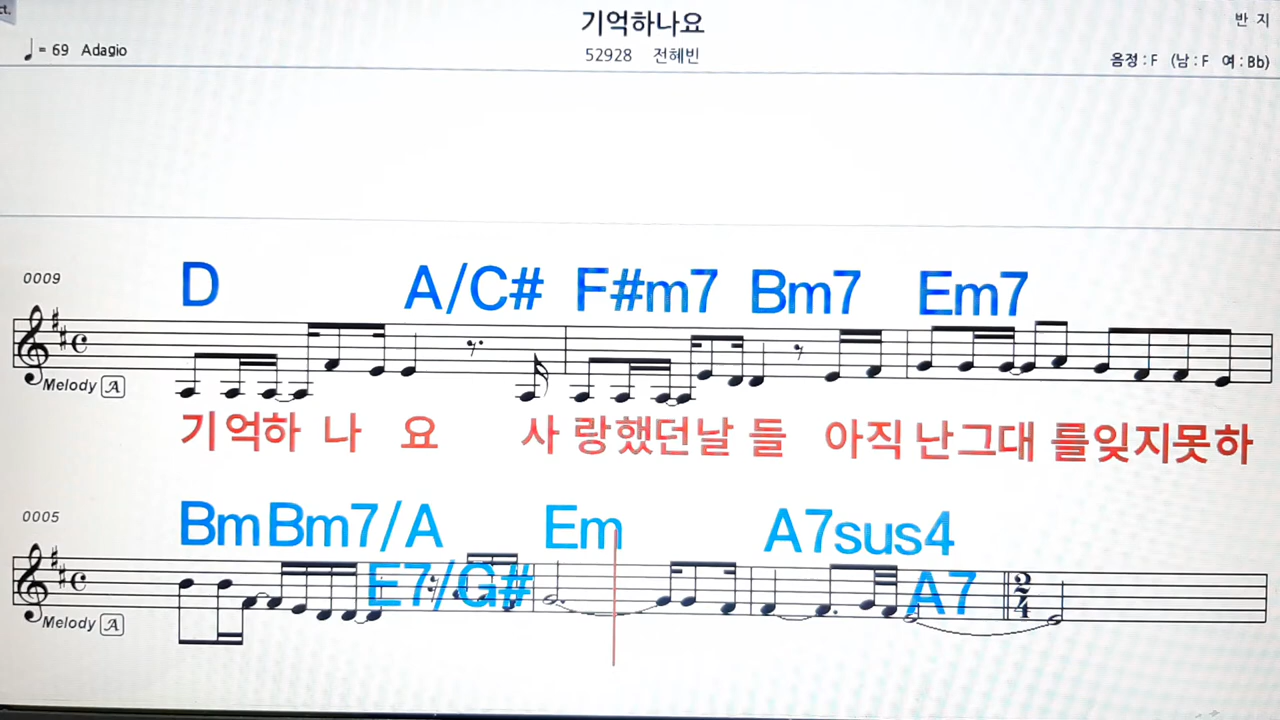 ct.
기억하나요
반 지
♩= 69 Adagio
52928 전혜빈
음정 : F (남 : F 여 : Bb)
0009
D A/C# F#m7 Bm7 Em7
Melody A
기억하 나 요 사 랑했던날 들 아직 난그대 를잊지못하
0005
Bm Bm7/A E7/G# Em A7sus4 A7
2
4
Melody A